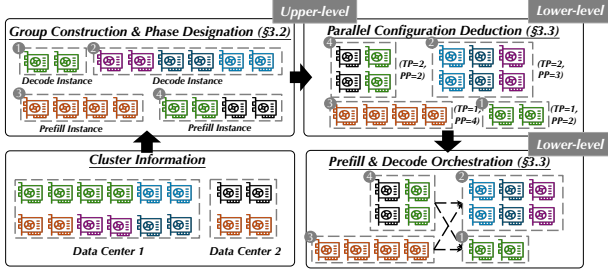 Upper-level
Lower-level
Group Construction & Phase Designation (§3.2)
1
2
Decode Instance
Decode Instance
3
4
Prefill Instance
Prefill Instance
Parallel Configuration Deduction (§3.3)
4
(TP=2,
PP=2)
2
(TP=2,
PP=3)
3
(TP=1,
PP=4)
1
(TP=1,
PP=2)
Lower-level
Cluster Information
Data Center 1
Data Center 2
Prefill & Decode Orchestration (§3.3)
4
2
3
1